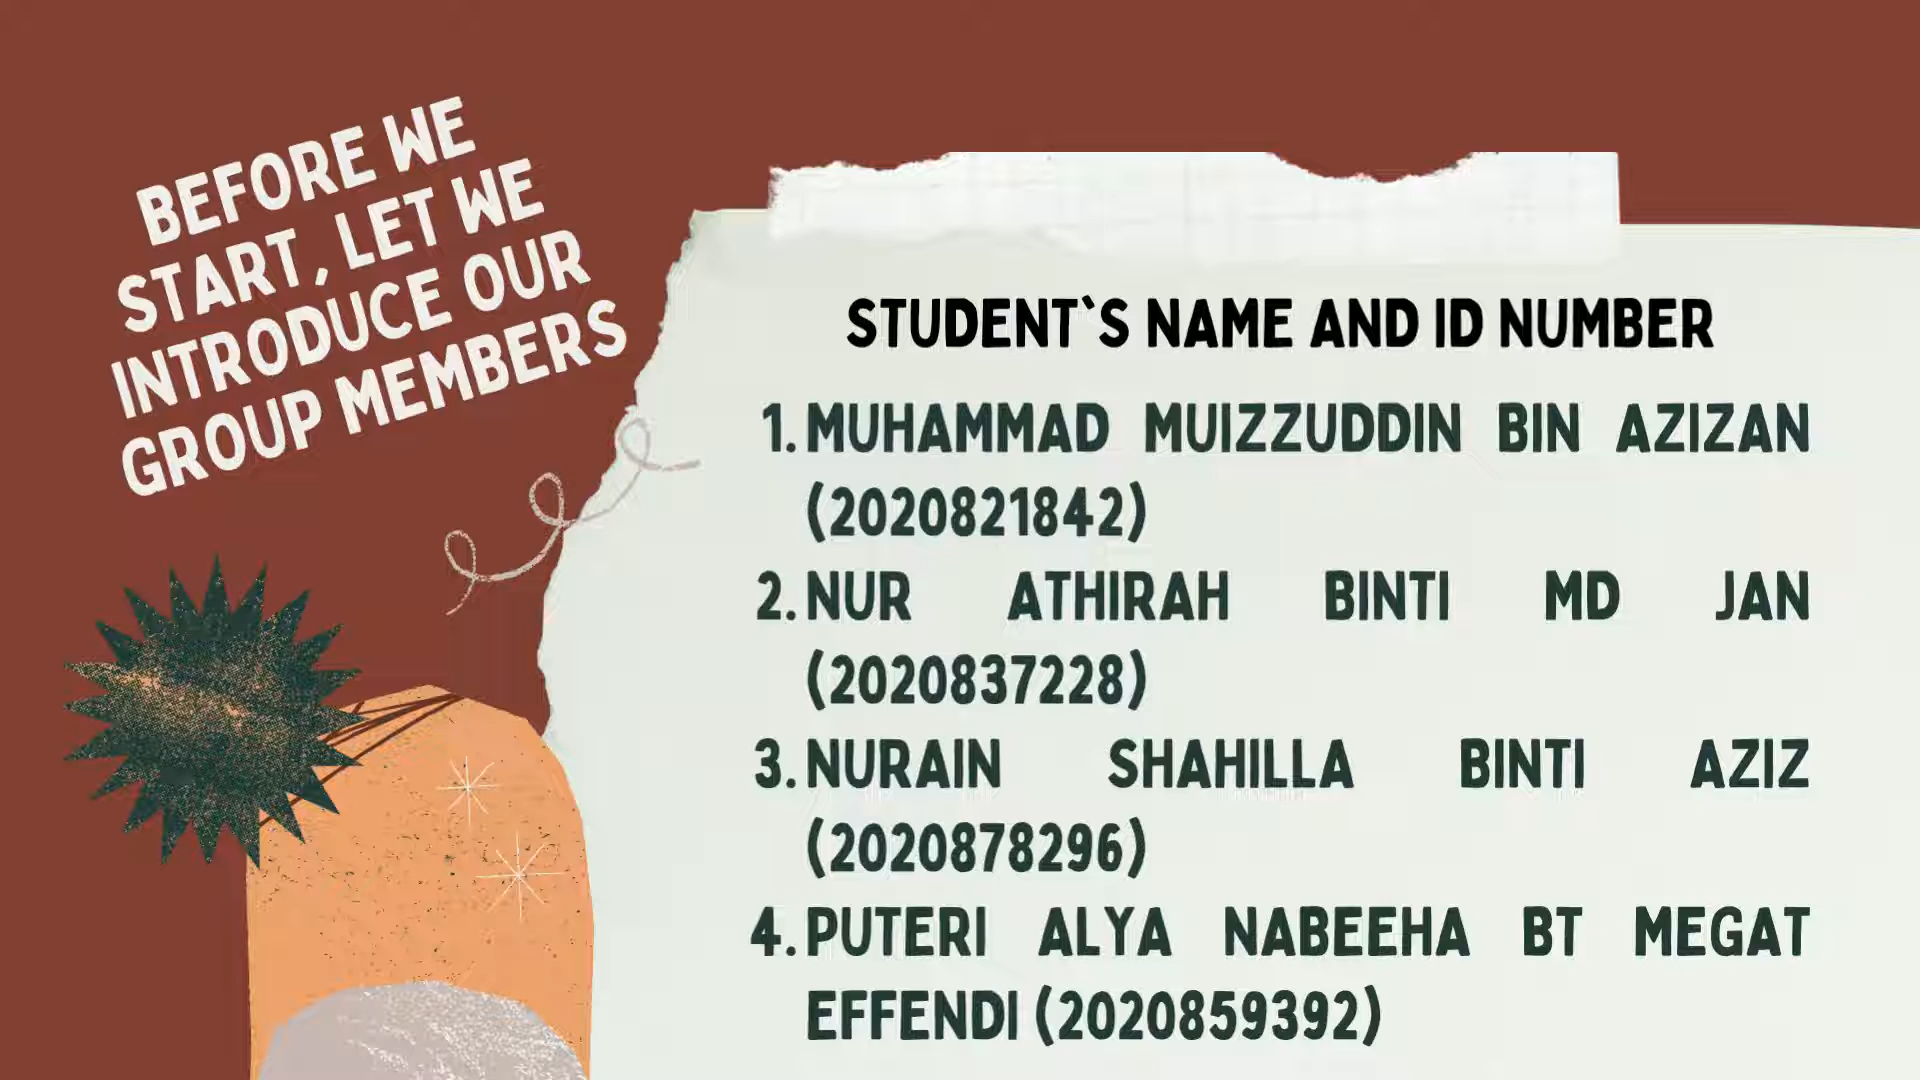 BEFORE WE
START, LET WE
INTRODUCE OUR
GROUP MEMBERS
STUDENT`S NAME AND ID NUMBER
1. MUHAMMAD MUIZZUDDIN BIN AZIZAN
(2020821842)
2. NUR ATHIRAH BINTI MD JAN
(2020837228)
3. NURAIN SHAHILLA BINTI AZIZ
(2020878296)
4. PUTERI ALYA NABEEHA BT MEGAT
EFFENDI (2020859392)